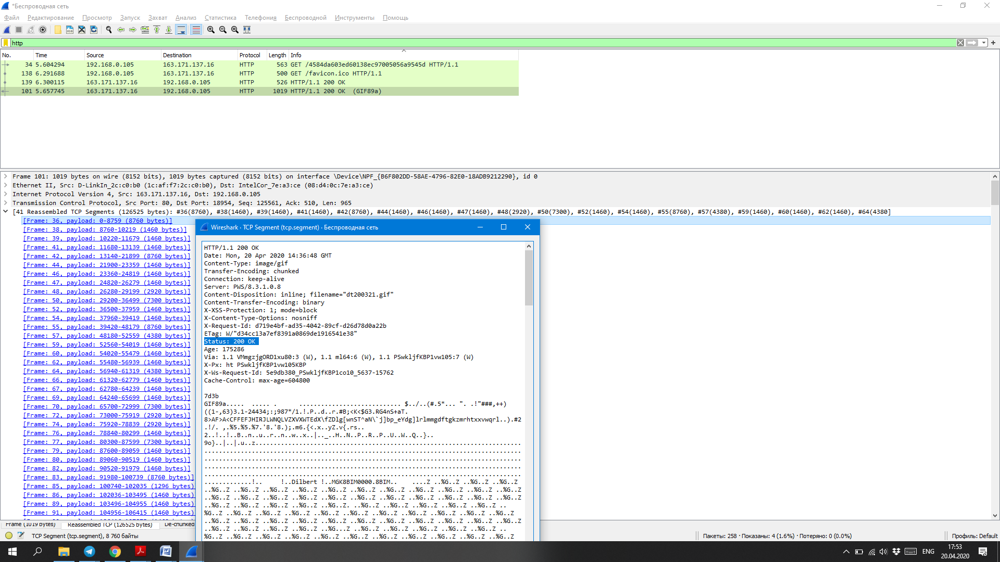 *Беспроводная сеть
Файл Редактирование Просмотр Запуск Захват Анализ Статистика Телефония Беспроводной Инструменты Помощь
http
No. Time Source Destination Protocol Length Info
34 5.604294 192.168.0.105 163.171.137.16 HTTP 563 GET /4584da603ed60138ec97005056a9545d HTTP/1.1
138 6.291688 192.168.0.105 163.171.137.16 HTTP 500 GET /favicon.ico HTTP/1.1
139 6.300115 163.171.137.16 192.168.0.105 HTTP 526 HTTP/1.1 200 OK
101 5.657745 163.171.137.16 192.168.0.105 HTTP 1019 HTTP/1.1 200 OK (GIF89a)
Frame 101: 1019 bytes on wire (8152 bits), 1019 bytes captured (8152 bits) on interface \Device\NPF_{B6F802DD-58AE-4796-82E0-18ADB9212290}, id 0
Ethernet II, Src: D-LinkIn_2c:c0:b0 (1c:af:f7:2c:c0:b0), Dst: IntelCor_7e:a3:ce (08:d4:0c:7e:a3:ce)
Internet Protocol Version 4, Src: 163.171.137.16, Dst: 192.168.0.105
Transmission Control Protocol, Src Port: 80, Dst Port: 18954, Seq: 125561, Ack: 510, Len: 965
[41 Reassembled TCP Segments (126525 bytes): #36(8760), #38(1460), #39(1460), #41(1460), #42(8760), #44(1460), #46(1460), #47(1460), #48(2920), #50(7300), #52(1460), #54(1460), #55(8760), #57(4380), #59(1460), #60(1460), #62(1460), #64(4380]
[Frame: 36, payload: 0-8759 (8760 bytes)]
[Frame: 38, payload: 8760-10219 (1460 bytes)]
[Frame: 39, payload: 10220-11679 (1460 bytes)]
[Frame: 41, payload: 11680-13139 (1460 bytes)]
[Frame: 42, payload: 13140-21899 (8760 bytes)]
[Frame: 44, payload: 21900-23359 (1460 bytes)]
[Frame: 46, payload: 23360-24819 (1460 bytes)]
[Frame: 47, payload: 24820-26279 (1460 bytes)]
[Frame: 48, payload: 26280-29199 (2920 bytes)]
[Frame: 50, payload: 29200-36499 (7300 bytes)]
[Frame: 52, payload: 36500-37959 (1460 bytes)]
[Frame: 54, payload: 37960-39419 (1460 bytes)]
[Frame: 55, payload: 39420-48179 (8760 bytes)]
[Frame: 57, payload: 48180-52559 (4380 bytes)]
[Frame: 59, payload: 52560-54019 (1460 bytes)]
[Frame: 60, payload: 54020-55479 (1460 bytes)]
[Frame: 62, payload: 55480-56939 (1460 bytes)]
[Frame: 64, payload: 56940-61319 (4380 bytes)]
[Frame: 66, payload: 61320-62779 (1460 bytes)]
[Frame: 67, payload: 62780-64239 (1460 bytes)]
[Frame: 69, payload: 64240-65699 (1460 bytes)]
[Frame: 70, payload: 65700-72999 (7300 bytes)]
[Frame: 72, payload: 73000-75919 (2920 bytes)]
[Frame: 74, payload: 75920-78839 (2920 bytes)]
[Frame: 76, payload: 78840-80299 (1460 bytes)]
[Frame: 77, payload: 80300-87599 (7300 bytes)]
[Frame: 79, payload: 87600-89059 (1460 bytes)]
[Frame: 80, payload: 89060-90519 (1460 bytes)]
[Frame: 82, payload: 90520-91979 (1460 bytes)]
[Frame: 83, payload: 91980-100739 (8760 bytes)]
[Frame: 85, payload: 100740-102035 (1296 bytes)
[Frame: 86, payload: 102036-103495 (1460 bytes)
[Frame: 89, payload: 103496-104955 (1460 bytes)
[Frame: 91, payload: 104956-106415 (1460 bytes)
Wireshark · TCP Segment (tcp.segment) · Беспроводная сеть
HTTP/1.1 200 OK
Date: Mon, 20 Apr 2020 14:36:48 GMT
Content-Type: image/gif
Transfer-Encoding: chunked
Connection: keep-alive
Server: PWS/8.3.1.0.8
Content-Disposition: inline; filename="dt200321.gif"
Content-Transfer-Encoding: binary
X-XSS-Protection: 1; mode=block
X-Content-Type-Options: nosniff
X-Request-Id: d719e4bf-ad35-4042-89cf-d26d78d0a22b
ETag: W/"d34cc13a7ef8391a0869de1916541e38"
Status: 200 OK
Age: 175286
Via: 1.1 VMmgzjgORD1xu80:3 (W), 1.1 ml64:6 (W), 1.1 PSwkljfKBP1vw105:7 (W)
X-Px: ht PSwkljfKBP1vw105KBP
X-Ws-Request-Id: 5e9db380_PSwkljfKBP1co10_5637-15762
Cache-Control: max-age=604800
7d3b
GIF89a..... ..... . ............................ $../..(#.5*... ". .!"###,++)
((1-,63)3.1-24434;:;987*/1.!.P..d..r.#B;<K<$G3.RG4nS+aT.
8>AF>A<CFFEFJHIRJLWNQLVZXVXWTEdX\fZDlg[wnST^aN\`j]bp_eYdg]lrlmmgdftgkzmrhtxxvwqrl..).#2
.!/. ,.%5.%5.%7.'8.'8.);.m6.{<.x..yZ.v{.rs..
2..!..!..B..n..u..r..n..w..x..|.._..H..N..P..R..P..U..W..Q..}..
9o}..|..|.u..z
.............!.. !..Dilbert !..MGK8BIM0000.8BIM.. ....Z ..%G..Z ..%G..Z ..%G..Z
..%G..Z ..%G..Z ..%G..Z ..%G..Z ..%G..Z ..%G..Z ..%G..Z ..%G..Z ..%G..Z ..%G..Z ..%G..Z
..%G..Z ..%G..Z ..%G..Z ..%G..Z ..%G..Z ..%G..Z ..%G..Z ..%G..Z ..%G..Z ..%G..Z ..%G..Z
..%G..Z ..%G..Z ..%G..Z ..%G..Z ..%G..Z. ..%G..Z ..%G..Z ..%G..Z ..%G..Z ..%G..Z ..
%G..Z ..%G..Z ..%G..Z ..%G..Z ..%G..Z ..%G..Z ..%G..Z ..%G..Z ..%G..Z ..%G..Z ..%G..Z
..%G..Z ..%G..Z ..%G..Z ..%G..Z ..%G..Z ..%G..Z ..%G..Z ..%G..Z ..%G..Z ..%G..Z ..%G..Z
..%G..Z ..%G..Z ..%G..Z ..%G..Z ..%G..Z ..%G..Z ..%G..Z ..%G..Z ..%G..Z ..%G..Z ..
%G..Z ..%G..Z ..%G..Z ..%G..Z ..%G..Z ..%G..Z ..%G..Z ..%G..Z ..%G..Z ..%G..Z ..%G..Z
Frame (1019 bytes) Reassembled TCP (126525 bytes) De-chunked
TCP Segment (tcp.segment), 8 760 байты
Пакеты: 258 · Показаны: 4 (1.6%) · Потеряно: 0 (0.0%)
Профиль: Default
ENG
17:53
20.04.2020